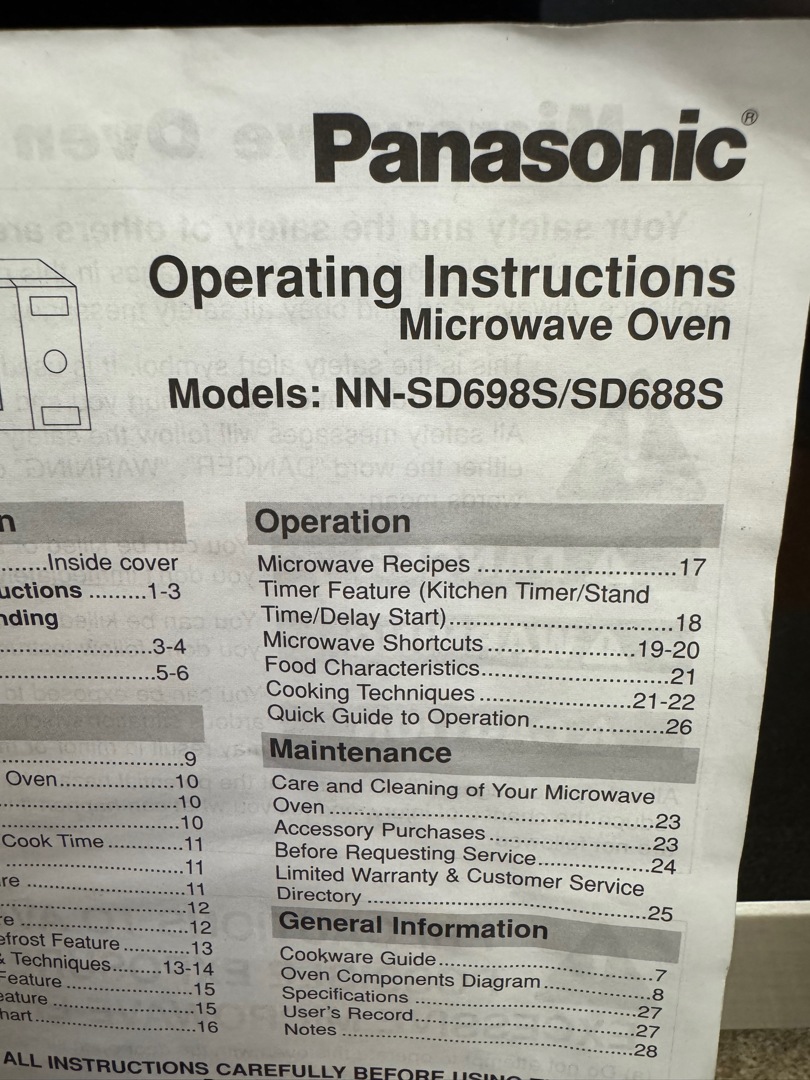 Panasonic®
Operating Instructions
Microwave Oven
Models: NN-SD698S/SD688S
n
........Inside cover
uctions .........1-3
nding
.......................3-4
.......................5-6
...........................9
Oven...................10
...........................10
...........................10
Cook Time ............11
...........................11
re ........................11
...........................12
re ........................12
efrost Feature ..........13
& Techniques........13-14
Feature ....................15
eature .....................15
hart.........................16
Operation
Microwave Recipes .............................17
Timer Feature (Kitchen Timer/Stand
Time/Delay Start).................................18
Microwave Shortcuts ......................19-20
Food Characteristics............................21
Cooking Techniques ......................21-22
Quick Guide to Operation....................26
Maintenance
Care and Cleaning of Your Microwave
Oven ..................................................23
Accessory Purchases .........................23
Before Requesting Service..................24
Limited Warranty & Customer Service
Directory ............................................25
General Information
Cookware Guide.................................7
Oven Components Diagram..................8
Specifications ...................................27
User's Record....................................27
Notes ...............................................28
ALL INSTRUCTIONS CAREFULLY BEFORE USING